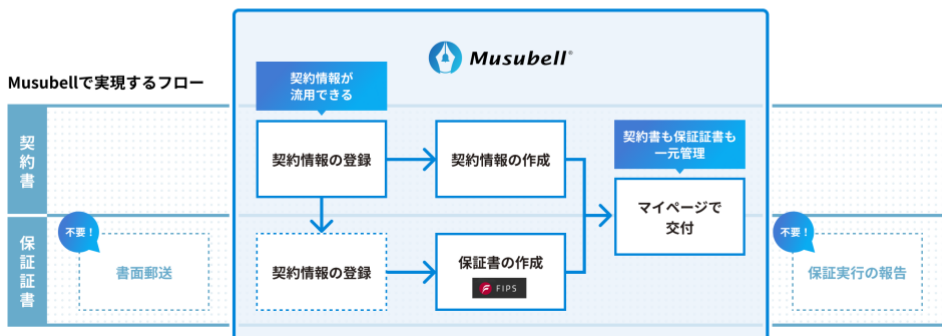 Musubell®
Musubellで実現するフロー
契約情報が
流用できる
契約書
契約情報の登録
契約情報の作成
契約書も保証証書も
一元管理
マイページで
交付
保証証書
不要！
書面郵送
契約情報の登録
保証書の作成
FIPS
不要！
保証実行の報告